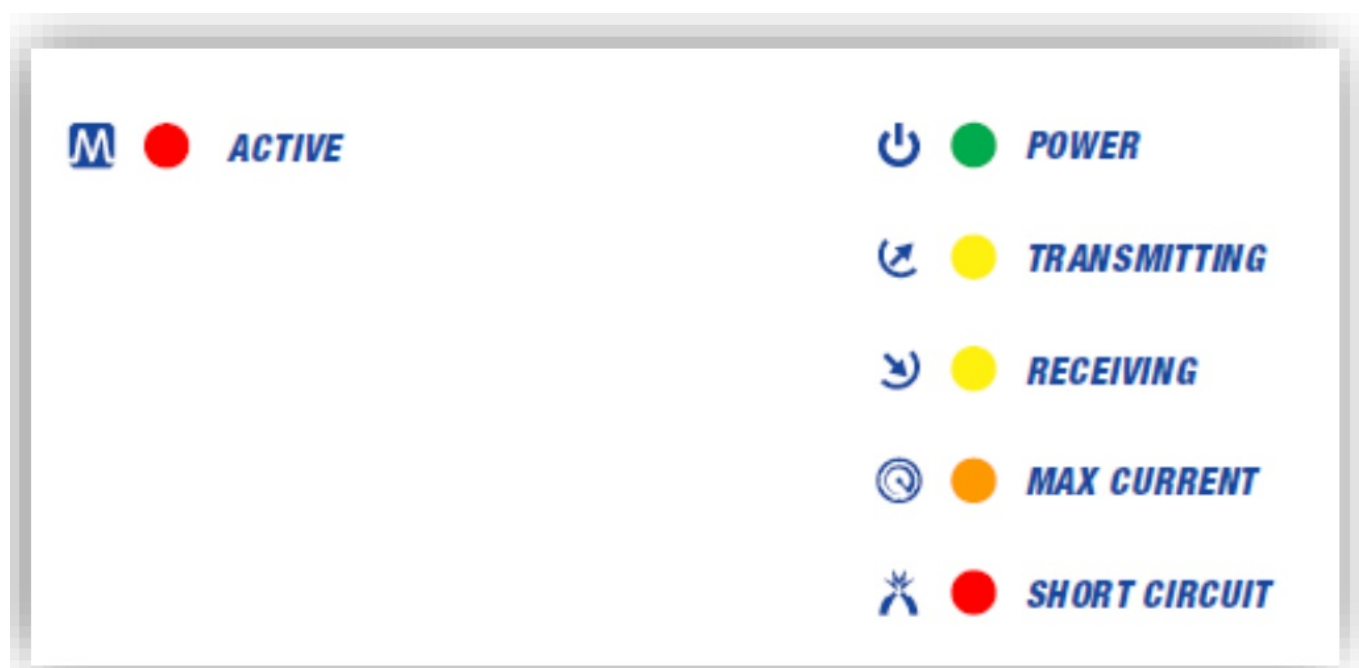 M ACTIVE
POWER
TRANSMITTING
RECEIVING
MAX CURRENT
SHORT CIRCUIT